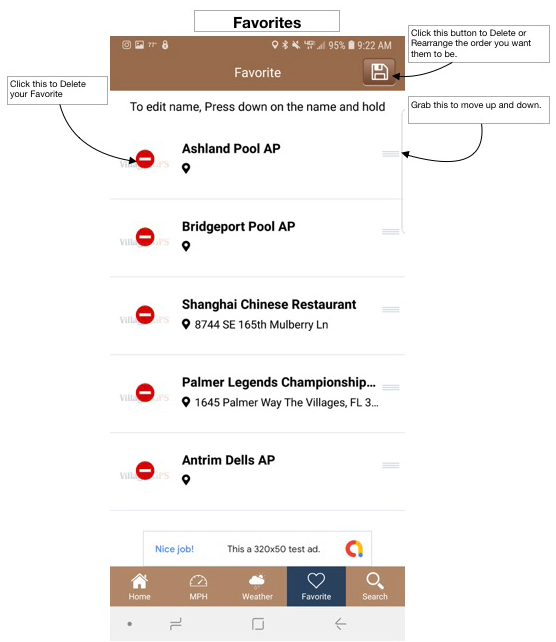 Favorites
Click this button to Delete or
Rearrange the order you want
them to be.
77° 95% 9:22 AM
Favorite
Click this to Delete
your Favorite
Grab this to move up and down.
To edit name, Press down on the name and hold
Ashland Pool AP
Bridgeport Pool AP
Shanghai Chinese Restaurant
8744 SE 165th Mulberry Ln
Palmer Legends Championship...
1645 Palmer Way The Villages, FL 3...
Antrim Dells AP
Nice job! This a 320x50 test ad.
Home MPH Weather Favorite Search